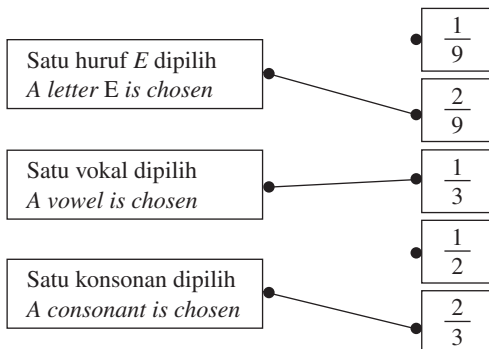 Satu huruf E dipilih
A letter E is chosen
Satu vokal dipilih
A vowel is chosen
Satu konsonan dipilih
A consonant is chosen
1
9
2
9
1
3
1
2
2
3